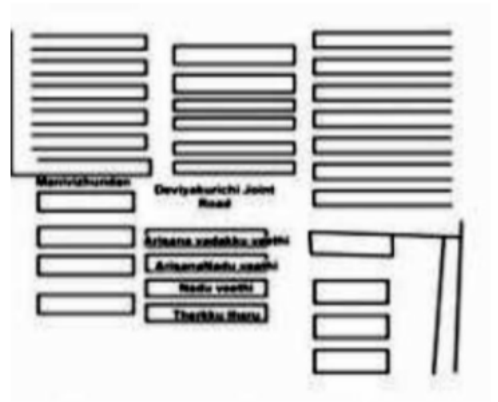 Manivizhundan
Deviyakurichi Joint
Road
Arisana vadakku veethi
ArisanaNadu veethi
Nadu veethi
Therkku theru